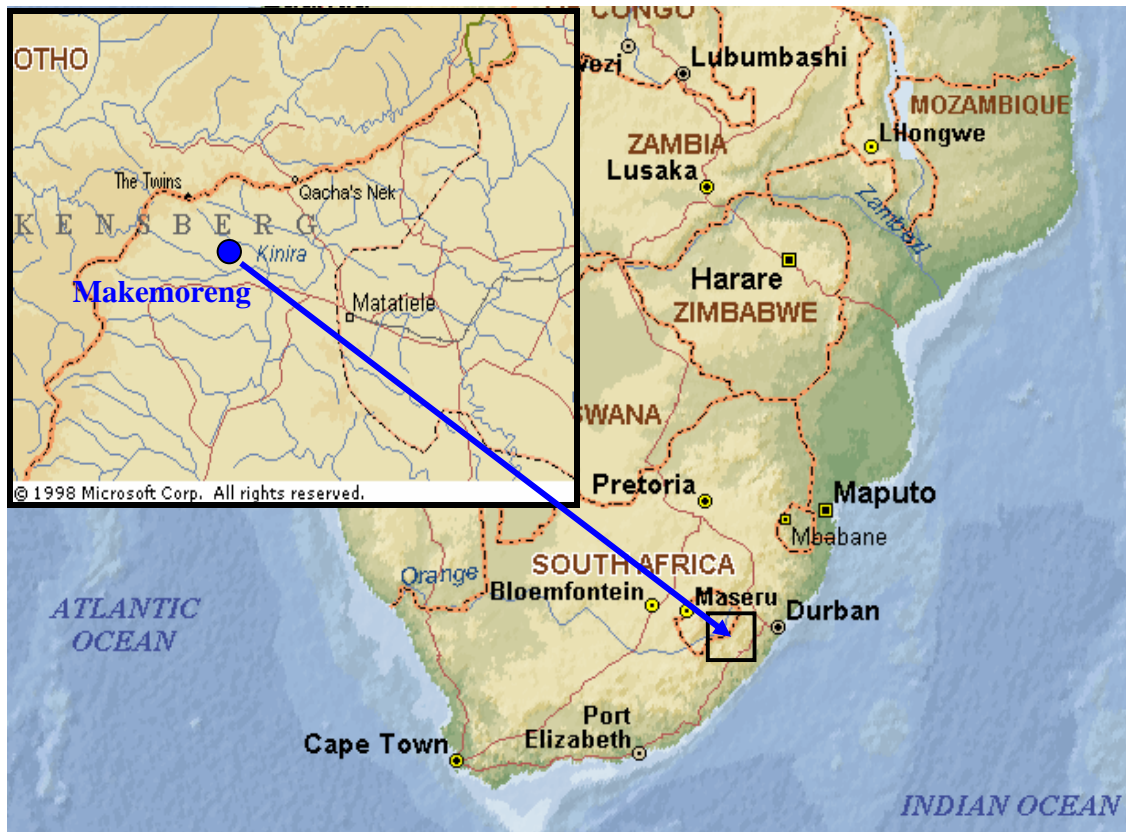 OTHO
The Twins
Qacha's Nek
K E N S B E R G
Kinira
Makemoreng
Matatiele
© 1998 Microsoft Corp. All rights reserved.
CONGO
Lubumbashi
MOZAMBIQUE
Lilongwe
ZAMBIA
Lusaka
Zambezi
Harare
ZIMBABWE
SWANA
Pretoria
Maputo
Mbabane
SOUTH AFRICA
Orange
Bloemfontein
Maseru
Durban
ATLANTIC
OCEAN
Port
Elizabeth
Cape Town
INDIAN OCEAN